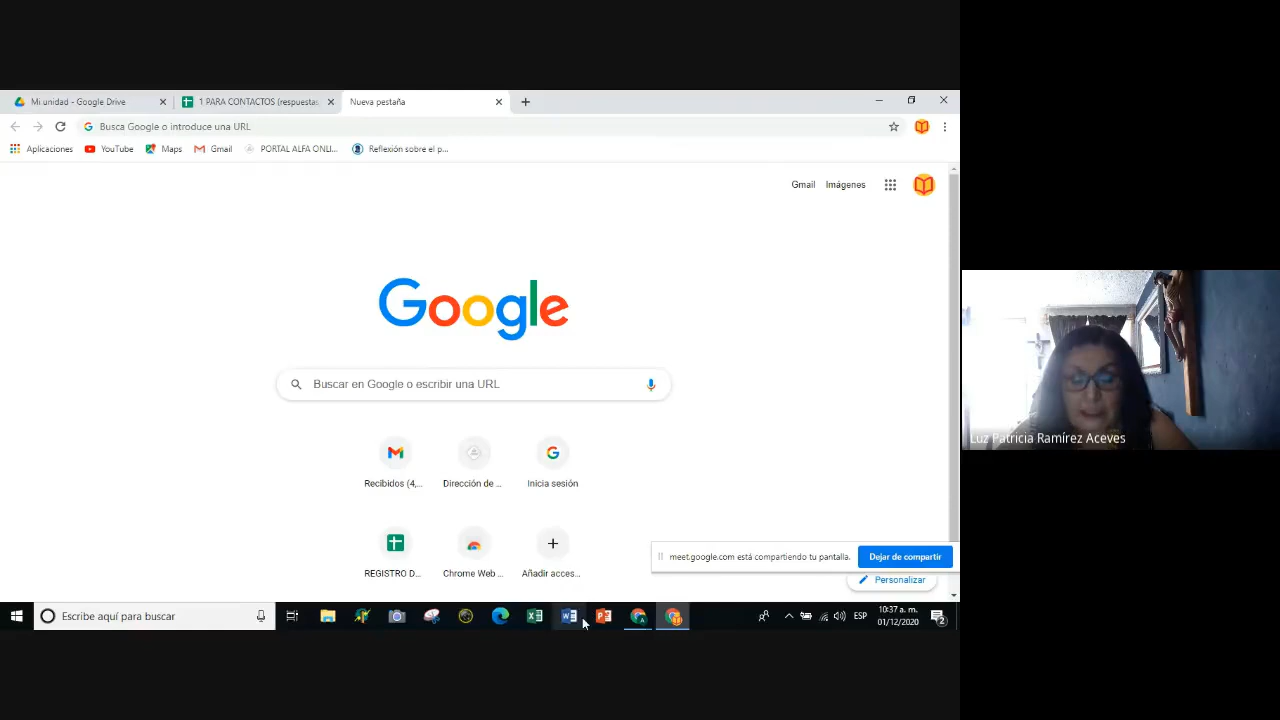 Mi unidad - Google Drive
1 PARA CONTACTOS (respuestas
Nueva pestaña
Busca Google o introduce una URL
Aplicaciones
YouTube
Maps
Gmail
PORTAL ALFA ONLI...
Reflexión sobre el p...
Gmail
Imágenes
Google
Buscar en Google o escribir una URL
Recibidos (4,...
Dirección de ...
Inicia sesión
REGISTRO D...
Chrome Web ...
Añadir acces...
meet.google.com está compartiendo tu pantalla.
Dejar de compartir
Personalizar
Luz Patricia Ramírez Aceves
Escribe aquí para buscar
ESP
10:37 a. m.
01/12/2020
2